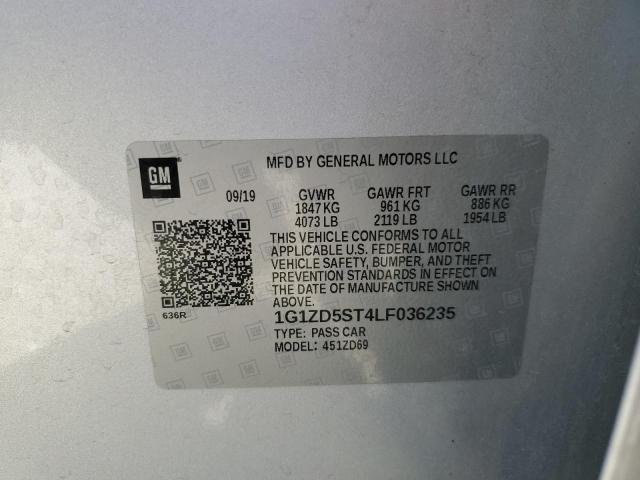 GM
MFD BY GENERAL MOTORS LLC
09/19 GVWR GAWR FRT GAWR RR
1847 KG 961 KG 886 KG
4073 LB 2119 LB 1954 LB
THIS VEHICLE CONFORMS TO ALL
APPLICABLE U.S. FEDERAL MOTOR
VEHICLE SAFETY, BUMPER, AND THEFT
PREVENTION STANDARDS IN EFFECT ON
THE DATE OF MANUFACTURE SHOWN
ABOVE.
636R
1G1ZD5ST4LF036235
TYPE: PASS CAR
MODEL: 451ZD69